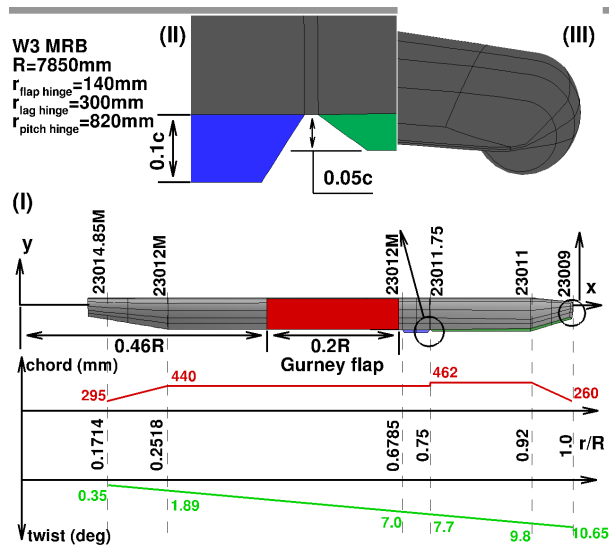 W3 MRB
R=7850mm
r flap hinge=140mm
r lag hinge=300mm
r pitch hinge=820mm
(II)
(III)
0.1c
0.05c
(I)
y
23014.85M
23012M
23012M
23011.75
23011
23009
x
0.46R
0.2R
Gurney flap
chord (mm)
295
440
462
260
0.1714
0.2518
0.6785
0.75
0.92
1.0
r/R
0.35
1.89
7.0
7.7
9.8
10.65
twist (deg)